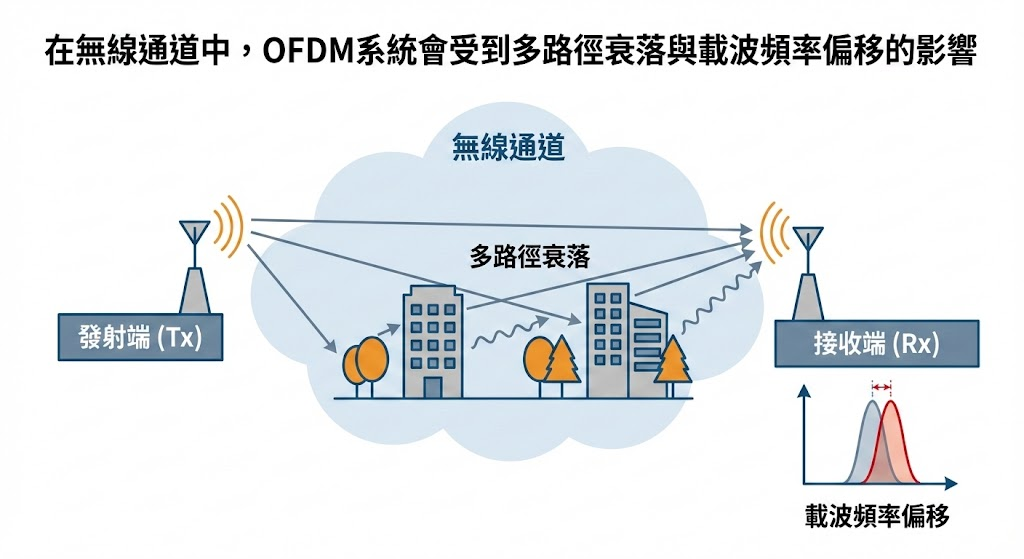 在無線通道中，OFDM系統會受到多路徑衰落與載波頻率偏移的影響
無線通道
多路徑衰落
發射端 (Tx)
接收端 (Rx)
載波頻率偏移